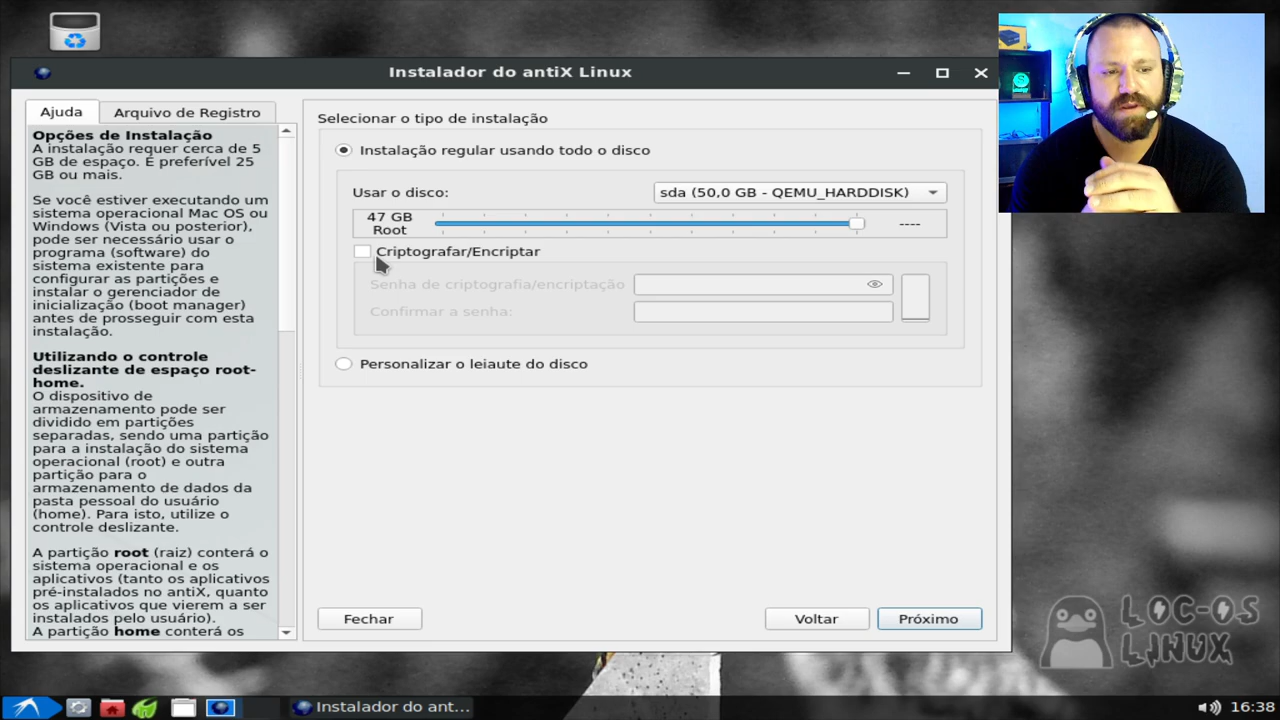 Instalador do antiX Linux
Ajuda
Arquivo de Registro
Opções de Instalação
A instalação requer cerca de 5
GB de espaço. É preferível 25
GB ou mais.
Se você estiver executando um
sistema operacional Mac OS ou
Windows (Vista ou posterior),
pode ser necessário usar o
programa (software) do
sistema existente para
configurar as partições e
instalar o gerenciador de
inicialização (boot manager)
antes de prosseguir com esta
instalação.
Utilizando o controle
deslizante de espaço root-
home.
O dispositivo de
armazenamento pode ser
dividido em partições
separadas, sendo uma partição
para a instalação do sistema
operacional (root) e outra
partição para o
armazenamento de dados da
pasta pessoal do usuário
(home). Para isto, utilize o
controle deslizante.
A partição root (raiz) conterá o
sistema operacional e os
aplicativos (tanto os aplicativos
pré-instalados no antiX, quanto
os aplicativos que vierem a ser
instalados pelo usuário).
A partição home conterá os
Selecionar o tipo de instalação
Instalação regular usando todo o disco
Usar o disco:
sda (50,0 GB - QEMU_HARDDISK)
47 GB
Root
----
Criptografar/Encriptar
Senha de criptografia/encriptação
Confirmar a senha:
Personalizar o leiaute do disco
Fechar
Voltar
Próximo
LOC-OS
LINUX
Instalador do ant...
16:38